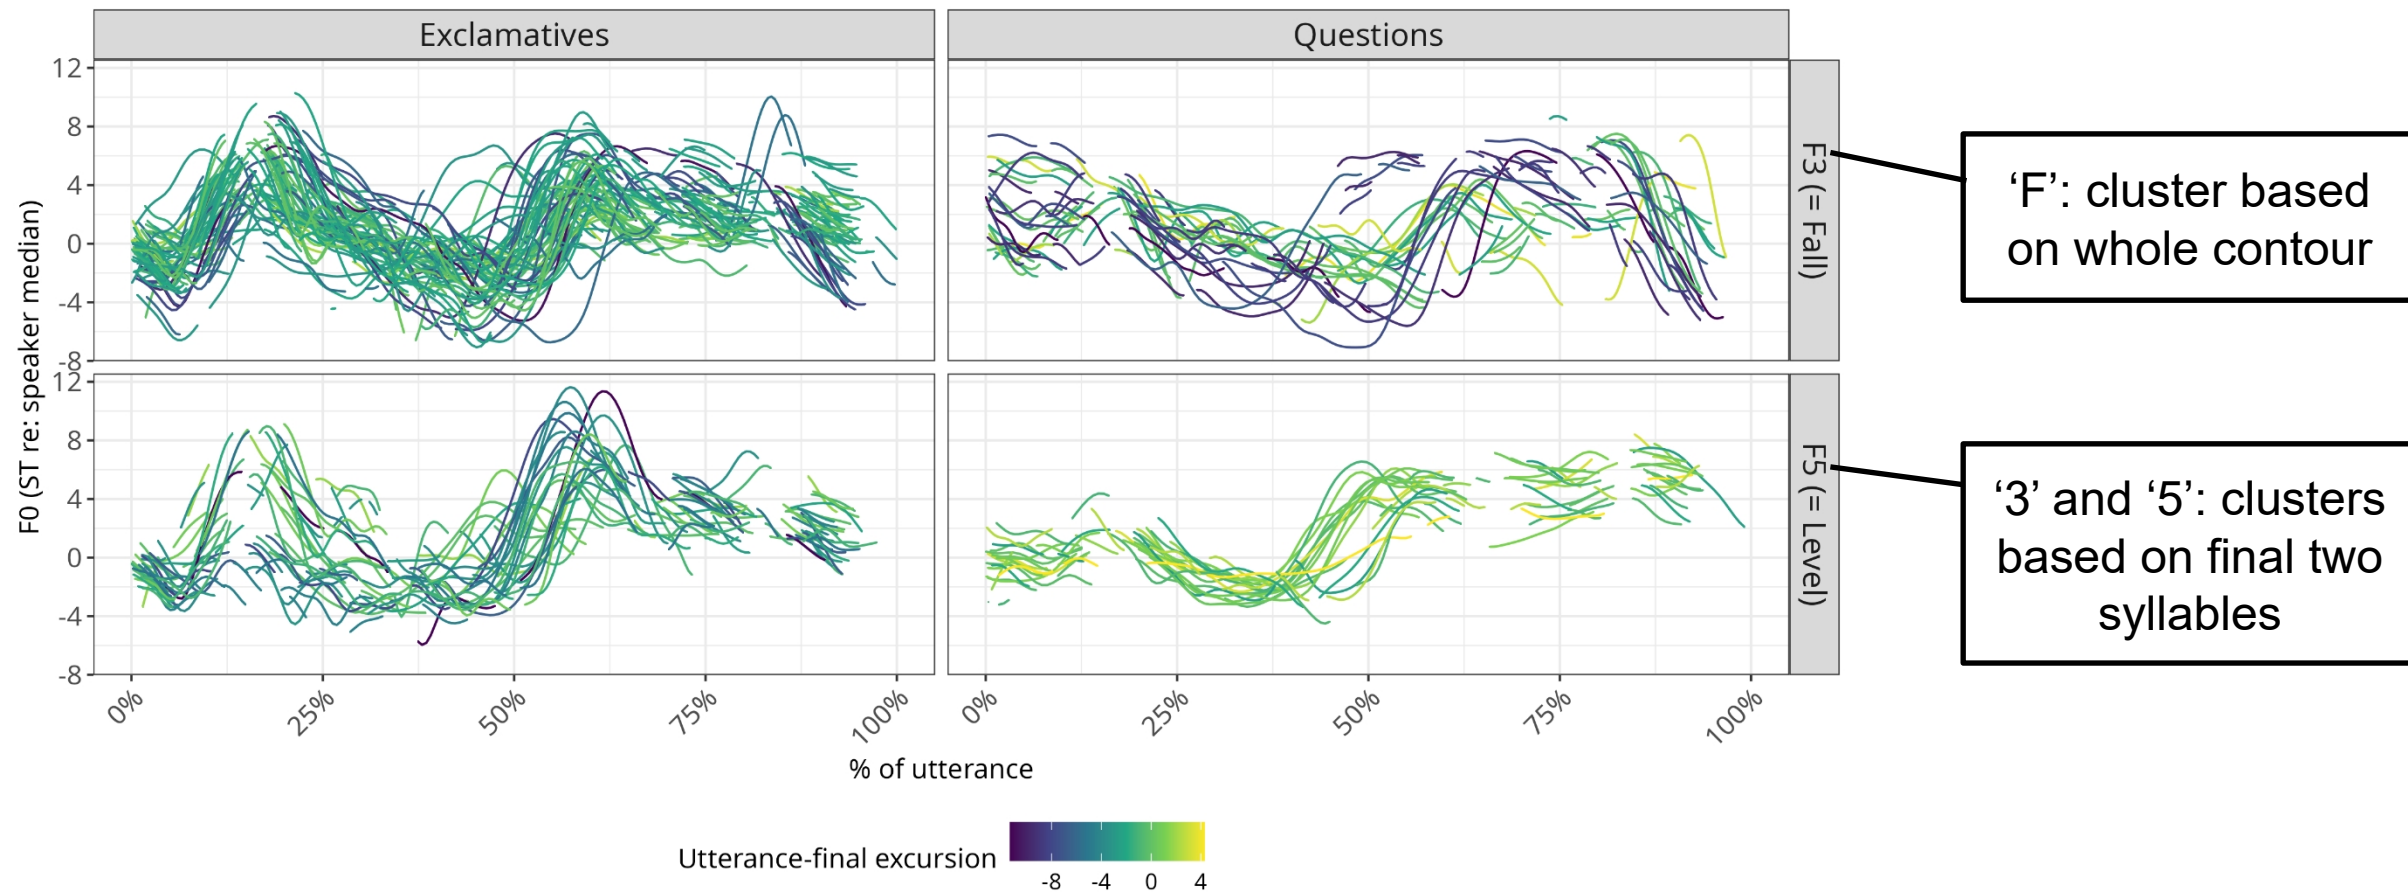 Exclamatives
Questions
12
8
4
0
-4
-8
F3 (= Fall)
‘F’: cluster based
on whole contour
F0 (ST re: speaker median)
12
8
4
0
-4
-8
F5 (= Level)
‘3’ and ‘5’: clusters
based on final two
syllables
0%
25%
50%
75%
100%
0%
25%
50%
75%
100%
% of utterance
Utterance-final excursion
-8
-4
0
4